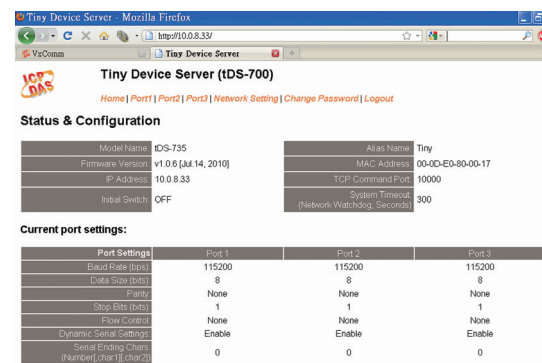 Tiny Device Server - Mozilla Firefox
http://10.0.8.33/
VxComm
Tiny Device Server
ICP DAS
Tiny Device Server (tDS-700)
Home | Port1 | Port2 | Port3 | Network Setting | Change Password | Logout
Status & Configuration
Model Name: tDS-735 Alias Name: Tiny
Firmware Version: v1.0.6 [Jul.14, 2010] MAC Address: 00-0D-E0-80-00-17
IP Address: 10.0.8.33 TCP Command Port: 10000
Initial Switch: OFF System Timeout: (Network Watchdog, Seconds) 300
Current port settings:
Port Settings Port 1 Port 2 Port 3
Baud Rate (bps): 115200 115200 115200
Data Size (bits): 8 8 8
Parity: None None None
Stop Bits (bits): 1 1 1
Flow Control: None None None
Dynamic Serial Settings: Enable Enable Enable
Serial Ending Chars:
(Number[,char1][,char2]) 0 0 0